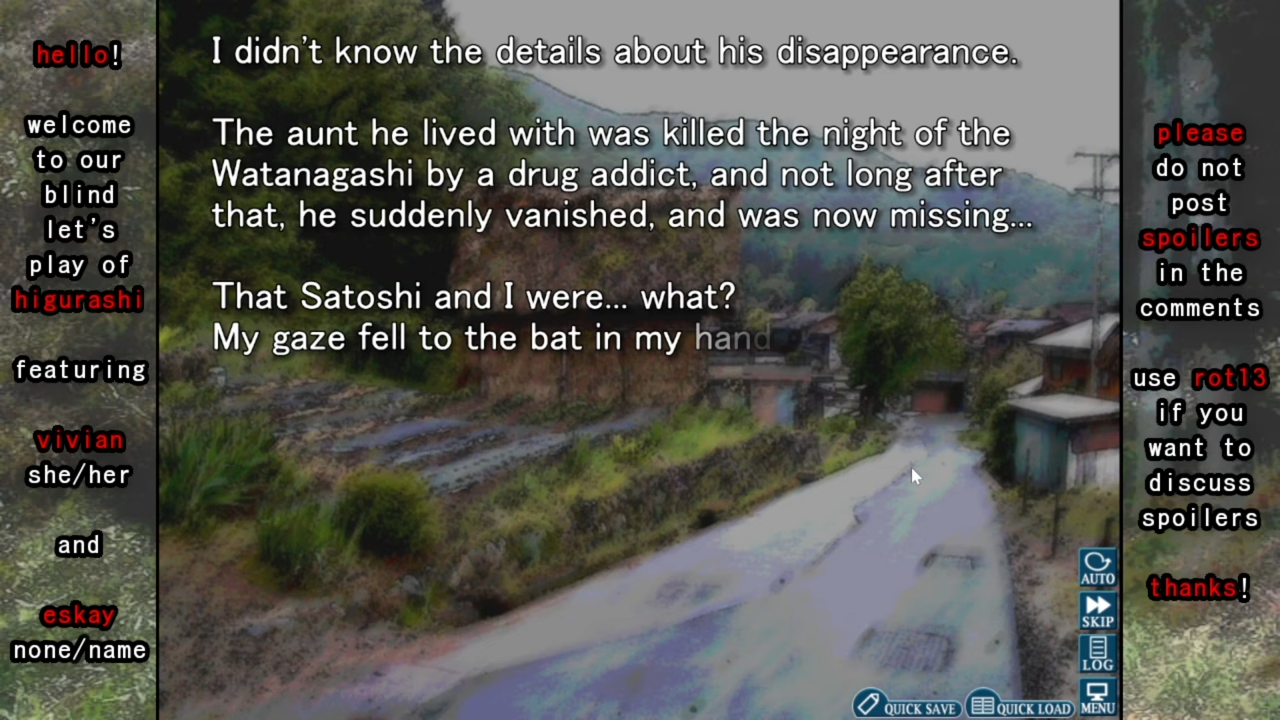 hello!
welcome
to our
blind
let's
play of
higurashi
featuring
vivian
she/her
and
eskay
none/name
I didn't know the details about his disappearance.
The aunt he lived with was killed the night of the
Watanagashi by a drug addict, and not long after
that, he suddenly vanished, and was now missing...
That Satoshi and I were... what?
My gaze fell to the bat in my hand
please
do not
post
spoilers
in the
comments
use rot13
if you
want to
discuss
spoilers
thanks!
AUTO
SKIP
LOG
MENU
QUICK SAVE
QUICK LOAD